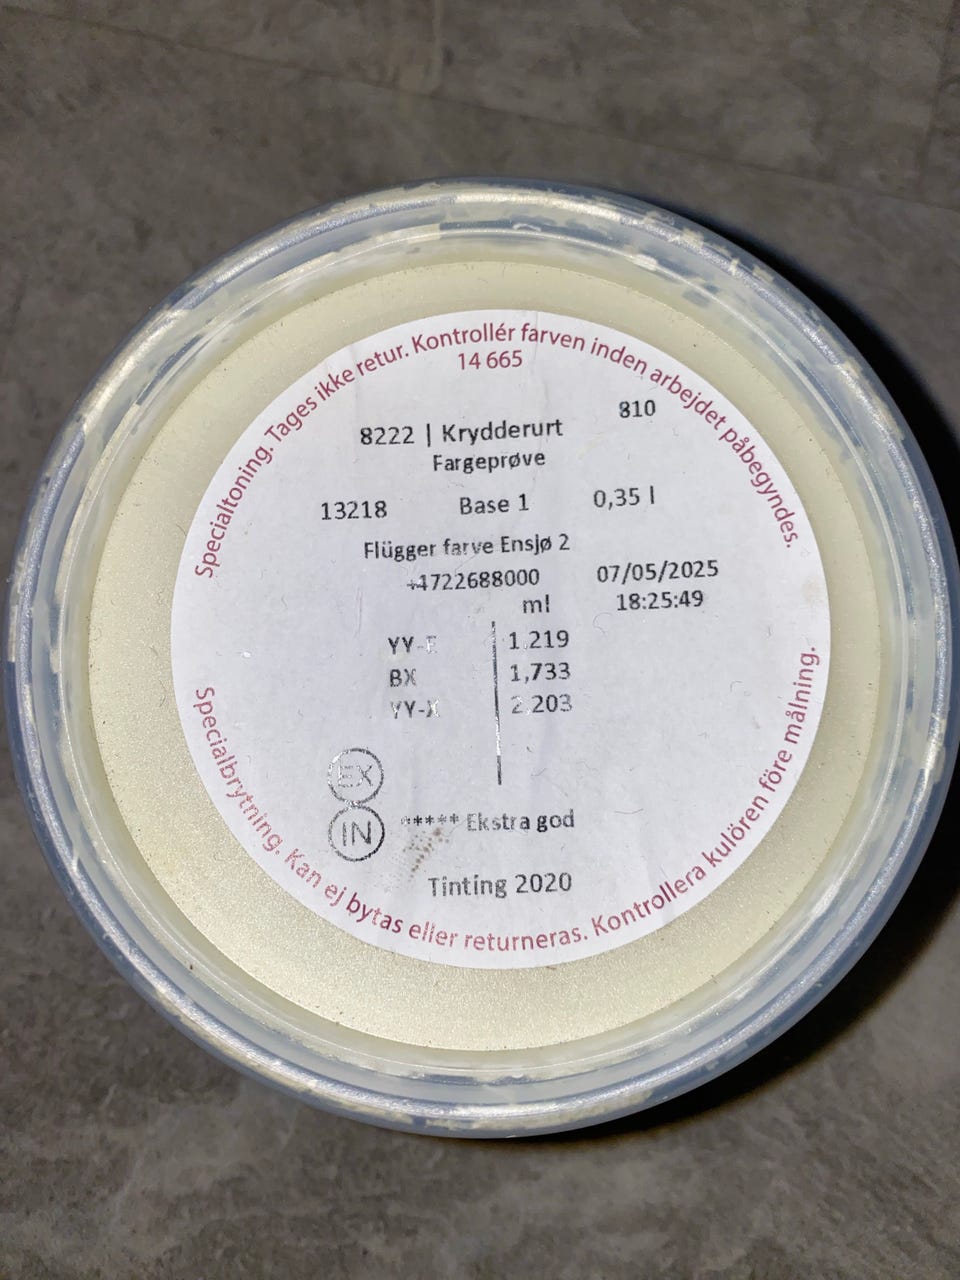 Specialtoning. Tages ikke retur. Kontrollér farven inden arbejdet påbegyndes.
14 665
810
8222 | Krydderurt
Fargeprøve
13218 Base 1 0,35 l
Flügger farve Ensjø 2
+4722688000 07/05/2025
ml 18:25:49
YY-E 1,219
BX 1,733
YY-X 2,203
EX
IN ***** Ekstra god
Tinting 2020
Specialbrytning. Kan ej bytas eller returneras. Kontrollera kulören före målning.